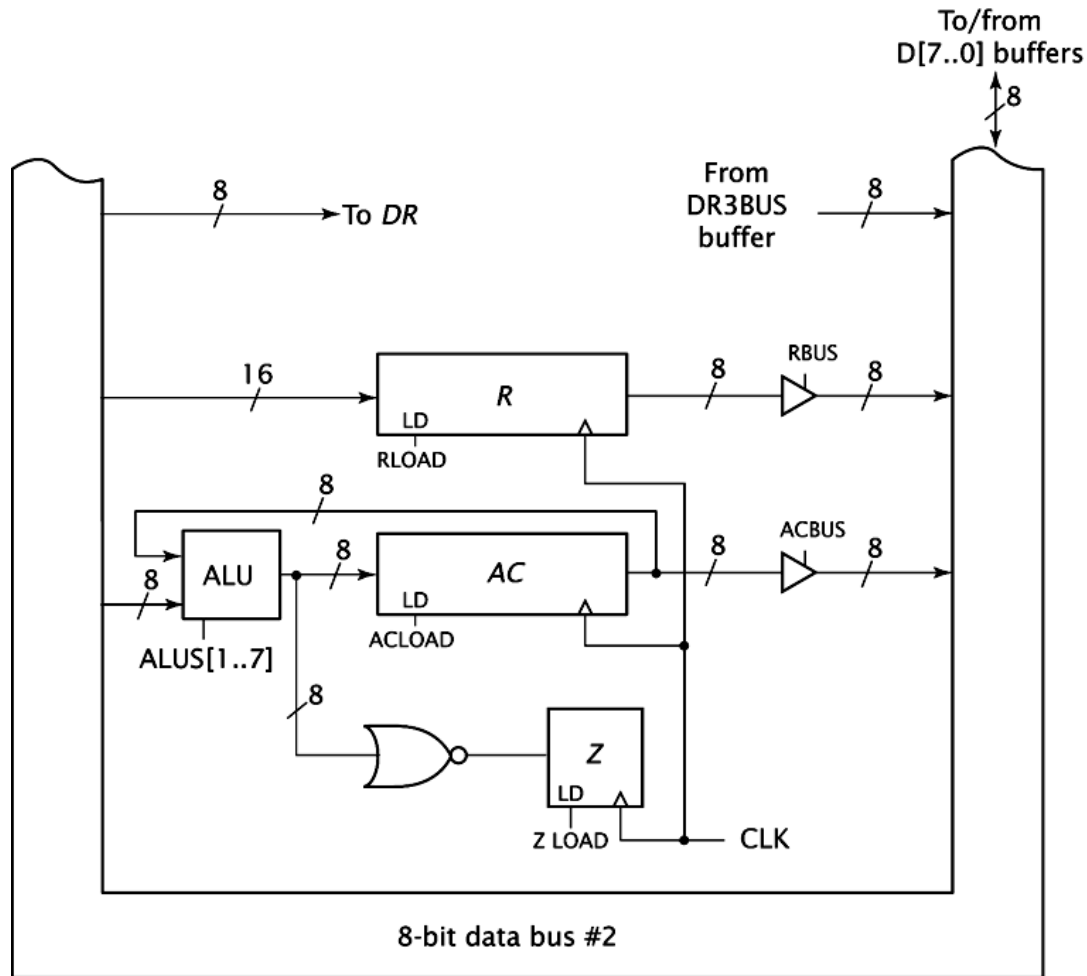 To/from
D[7..0] buffers
8
8
To DR
From
DR3BUS
buffer
8
16
R
LD
RLOAD
8
RBUS
8
8
8
ALU
ALUS[1..7]
8
AC
LD
ACLOAD
8
ACBUS
8
8
Z
LD
Z LOAD
CLK
8-bit data bus #2